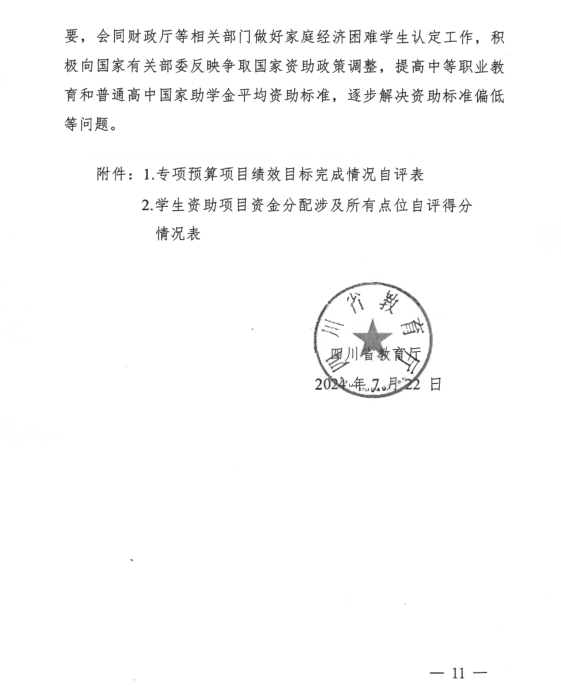 要，会同财政厅等相关部门做好家庭经济困难学生认定工作，积
极向国家有关部委反映争取国家资助政策调整，提高中等职业教
育和普通高中国家助学金平均资助标准，逐步解决资助标准偏低
等问题。
附件：1.专项预算项目绩效目标完成情况自评表
2.学生资助项目资金分配涉及所有点位自评得分
情况表
四川省教育厅
四川省教育厅
2024 年 7 月 22 日
— 11 —